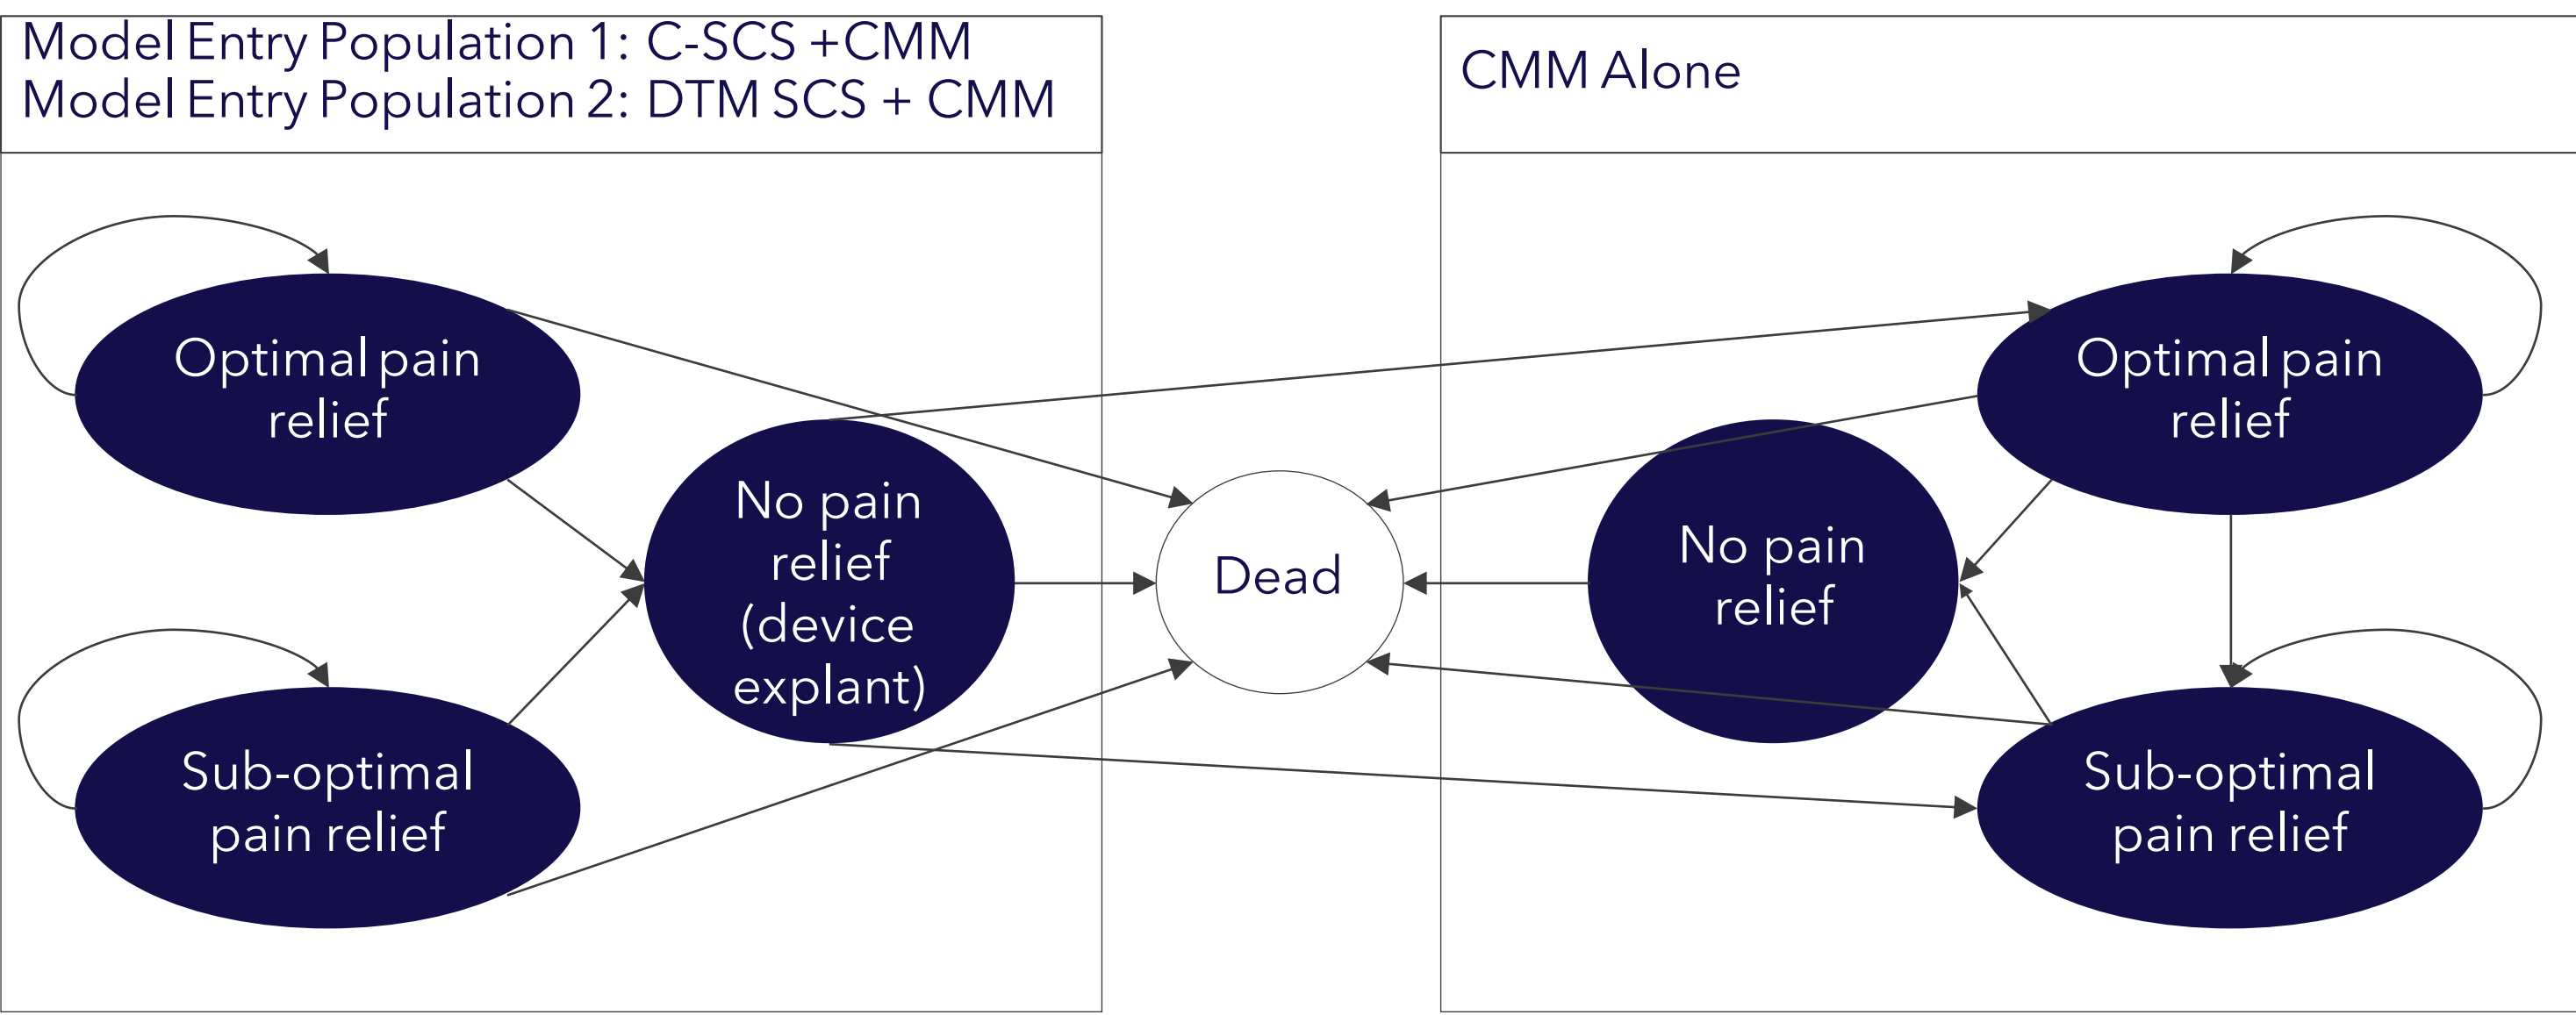 Model Entry Population 1: C-SCS +CMM
Model Entry Population 2: DTM SCS + CMM
CMM Alone
Optimal pain
relief
Sub-optimal
pain relief
No pain
relief
(device
explant)
Dead
No pain
relief
Optimal pain
relief
Sub-optimal
pain relief